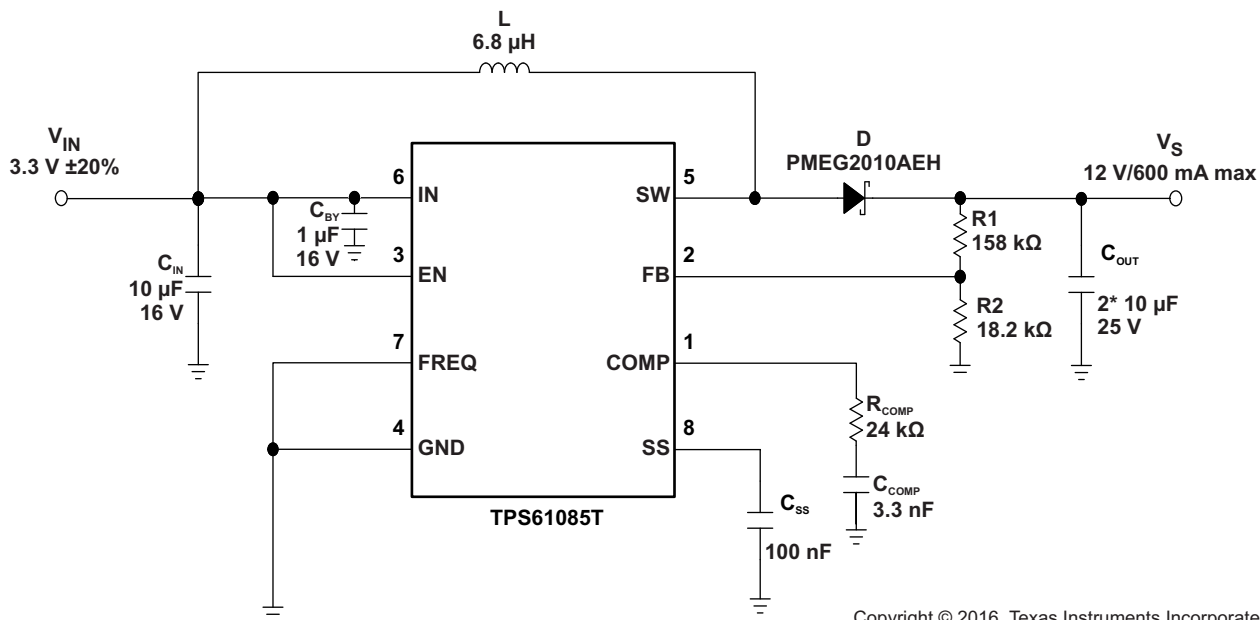 L
6.8 µH
V_IN
3.3 V ±20%
D
PMEG2010AEH
V_S
12 V/600 mA max
6
IN
SW
5
C_BY
1 µF
16 V
R1
158 kΩ
3
EN
FB
2
C_IN
10 µF
16 V
C_OUT
2* 10 µF
25 V
R2
18.2 kΩ
7
FREQ
COMP
1
R_COMP
24 kΩ
4
GND
SS
8
C_COMP
3.3 nF
C_SS
100 nF
TPS61085T
Copyright © 2016, Texas Instruments Incorporate